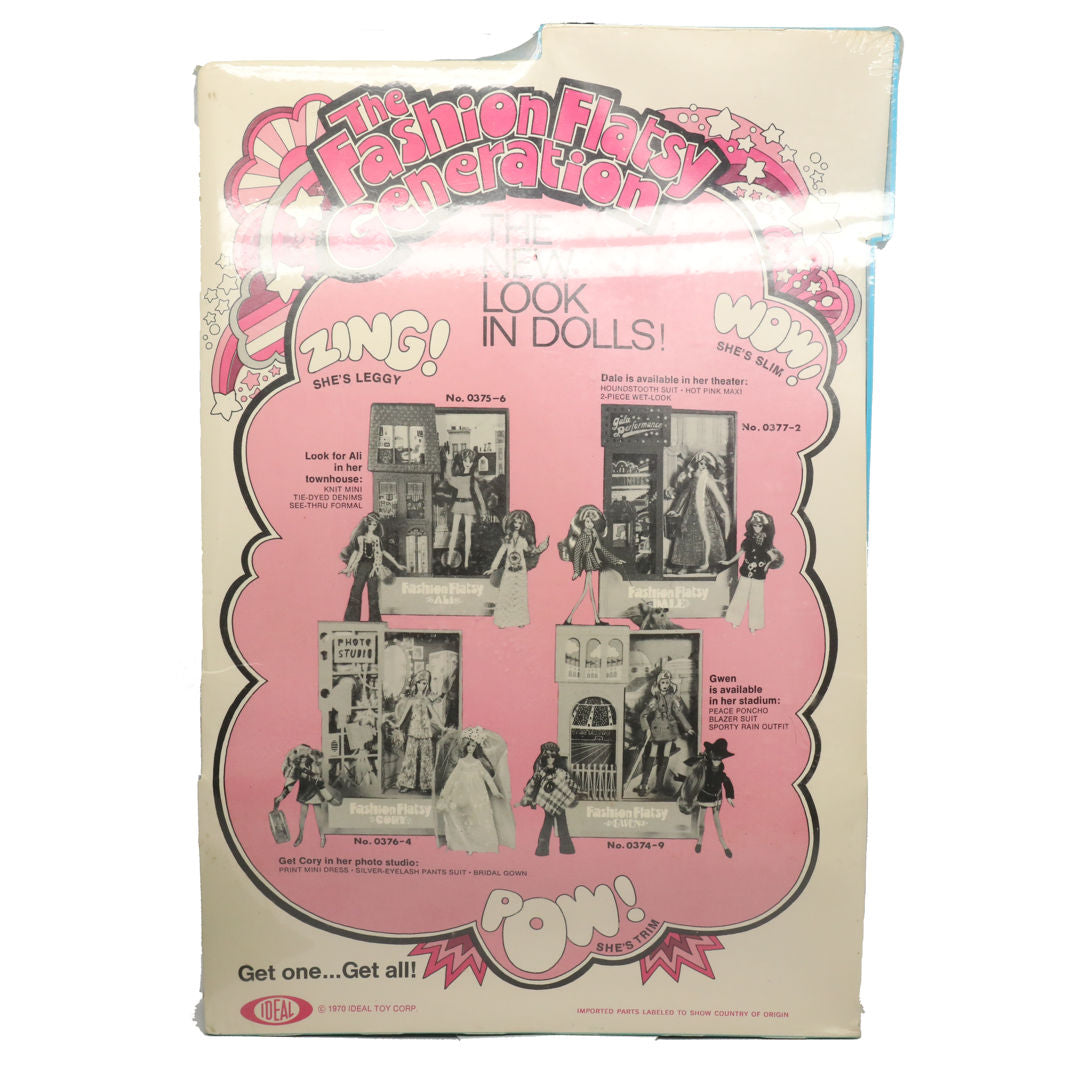 The
Fashion Flatsy
Generation
THE
NEW
LOOK
IN DOLLS!
ZING!
SHE'S LEGGY
WOW!
SHE'S SLIM
No. 0375-6
Look for Ali
in her
townhouse:
KNIT MINI
TIE-DYED DENIMS
SEE-THRU FORMAL
Fashion Flatsy
ALI
Dale is available in her theater:
HOUNDSTOOTH SUIT • HOT PINK MAXI
2-PIECE WET-LOOK
No. 0377-2
Gala
Performance
Fashion Flatsy
DALE
PHOTO
STUDIO
Fashion Flatsy
CORY
No. 0376-4
Get Cory in her photo studio:
PRINT MINI DRESS • SILVER-EYELASH PANTS SUIT • BRIDAL GOWN
Gwen
is available
in her stadium:
PEACE PONCHO
BLAZER SUIT
SPORTY RAIN OUTFIT
Fashion Flatsy
GWEN
No. 0374-9
POW!
SHE'S TRIM
Get one...Get all!
IDEAL
© 1970 IDEAL TOY CORP.
IMPORTED PARTS LABELED TO SHOW COUNTRY OF ORIGIN